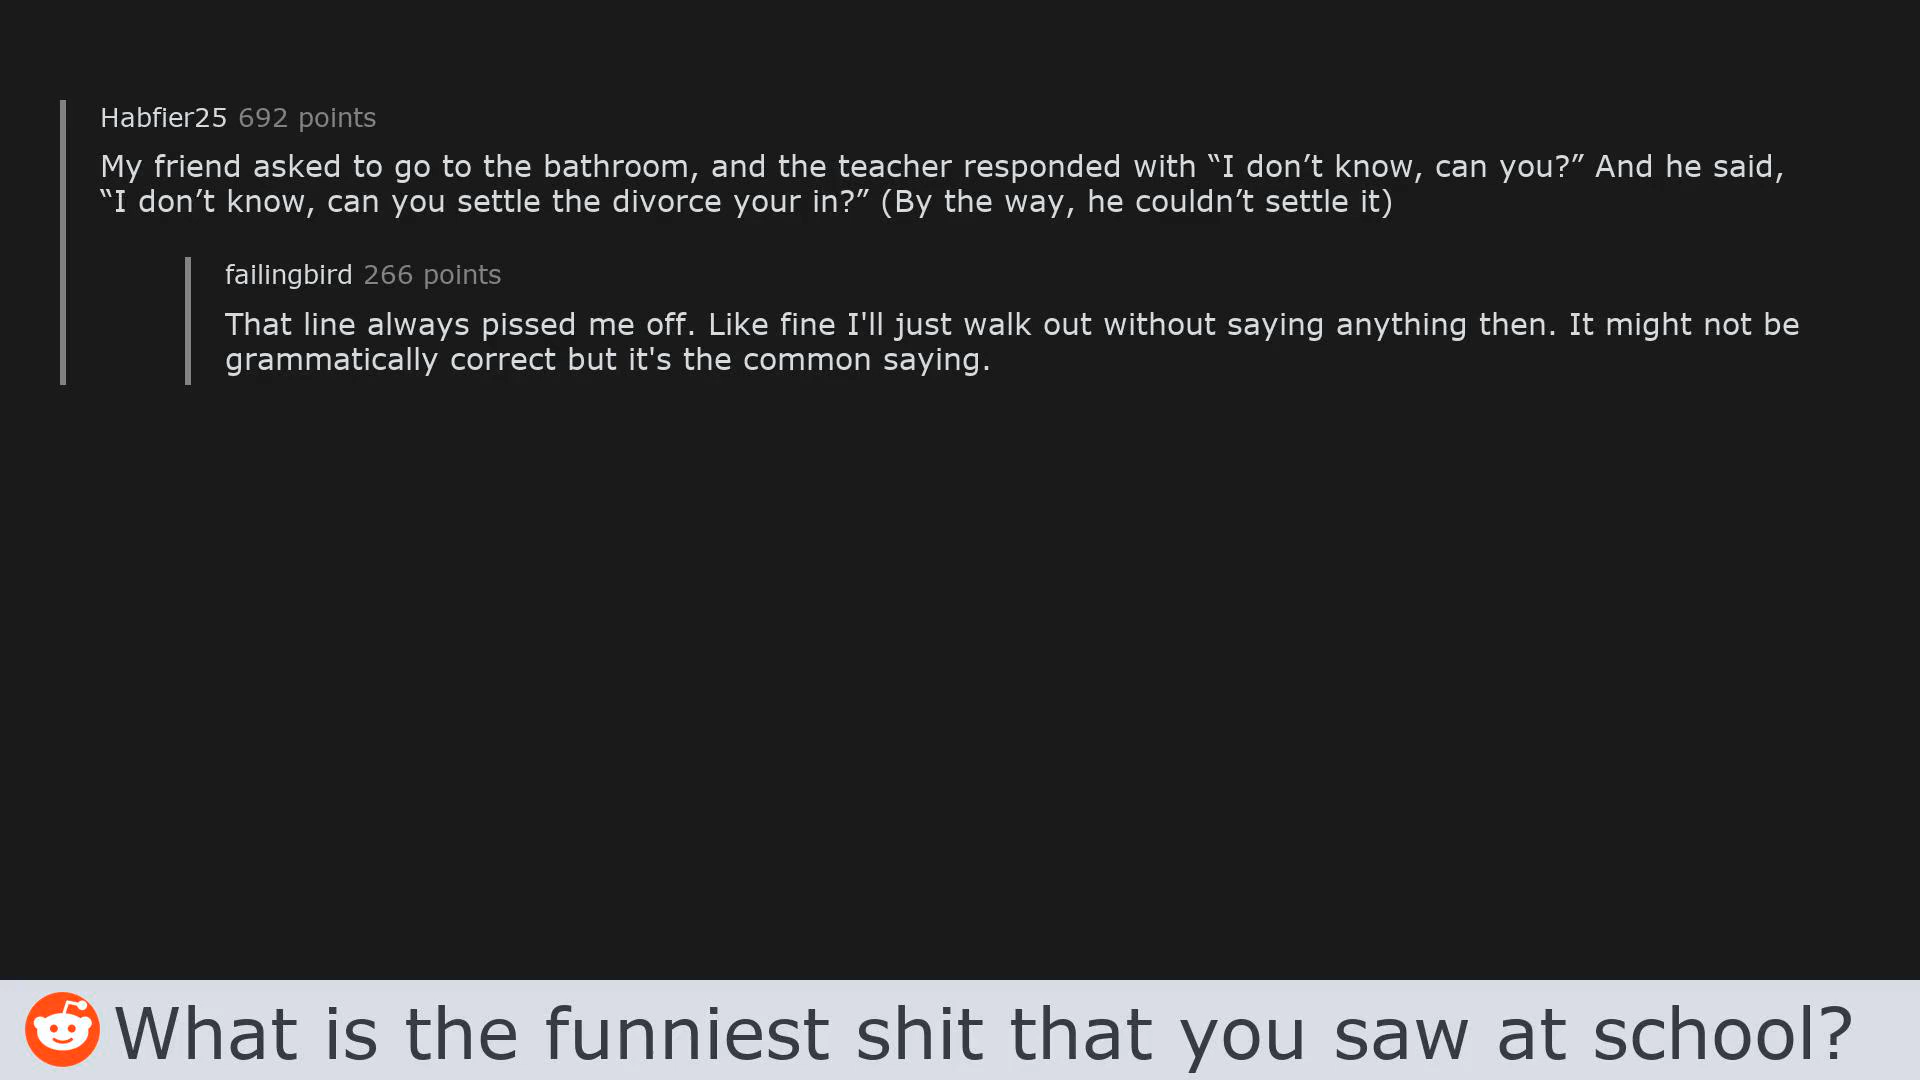 Habfier25 692 points
My friend asked to go to the bathroom, and the teacher responded with “I don’t know, can you?” And he said,
“I don’t know, can you settle the divorce your in?” (By the way, he couldn’t settle it)
failingbird 266 points
That line always pissed me off. Like fine I'll just walk out without saying anything then. It might not be
grammatically correct but it's the common saying.
What is the funniest shit that you saw at school?